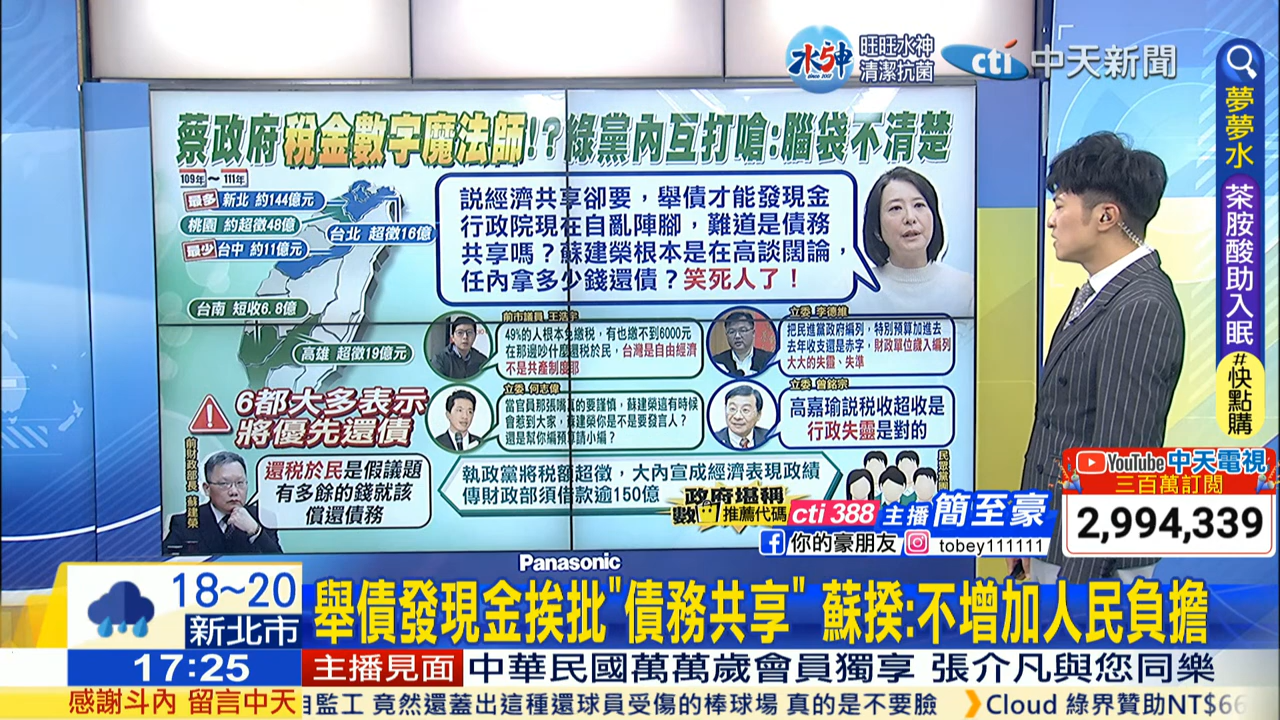 水神
since 2017
旺旺水神
清潔抗菌
cti 中天新聞
夢夢水
茶胺酸助入眠
#快點購
蔡政府稅金數字魔法師!?綠黨內互打嗆:腦袋不清楚
109年~111年
最多 新北 約144億元
桃園 約超徵48億
台北 超徵16億
最少 台中 約11億元
台南 短收6.8億
高雄 超徵19億元
說經濟共享卻要,舉債才能發現金
行政院現在自亂陣腳,難道是債務
共享嗎?蘇建榮根本是在高談闊論,
任內拿多少錢還債?笑死人了!
前市議員 王浩宇
49%的人根本免繳稅,有也繳不到6000元
在那邊吵什麼還稅於民,台灣是自由經濟
不是共產制度耶
立委 李德維
把民進黨政府編列,特別預算加進去
去年收支還是赤字,財政單位歲入編列
大大的失靈、失準
立委 何志偉
當官員那張嘴真的要謹慎,蘇建榮這有時候
會惹到大家,蘇建榮你是不是要發言人?
還是幫你編預算請小編?
立委 曾銘宗
高嘉瑜說稅收超收是
行政失靈是對的
6都大多表示
將優先還債
前財政部長 蘇建榮
還稅於民是假議題
有多餘的錢就該
償還債務
執政黨將稅額超徵,大內宣成經濟表現政績
傳財政部須借款逾150億
民眾黨團
政府堪稱
數
推薦代碼 cti 388 主播 簡至豪
你的豪朋友 tobey111111
YouTube 中天電視
三百萬訂閱
2,994,339
Panasonic
18~20
新北市
舉債發現金挨批"債務共享" 蘇揆:不增加人民負擔
17:25
主播見面 中華民國萬萬歲會員獨享 張介凡與您同樂
感謝斗內 留言中天
自監工 竟然還蓋出這種還球員受傷的棒球場 真的是不要臉 Cloud 綠界贊助NT$66